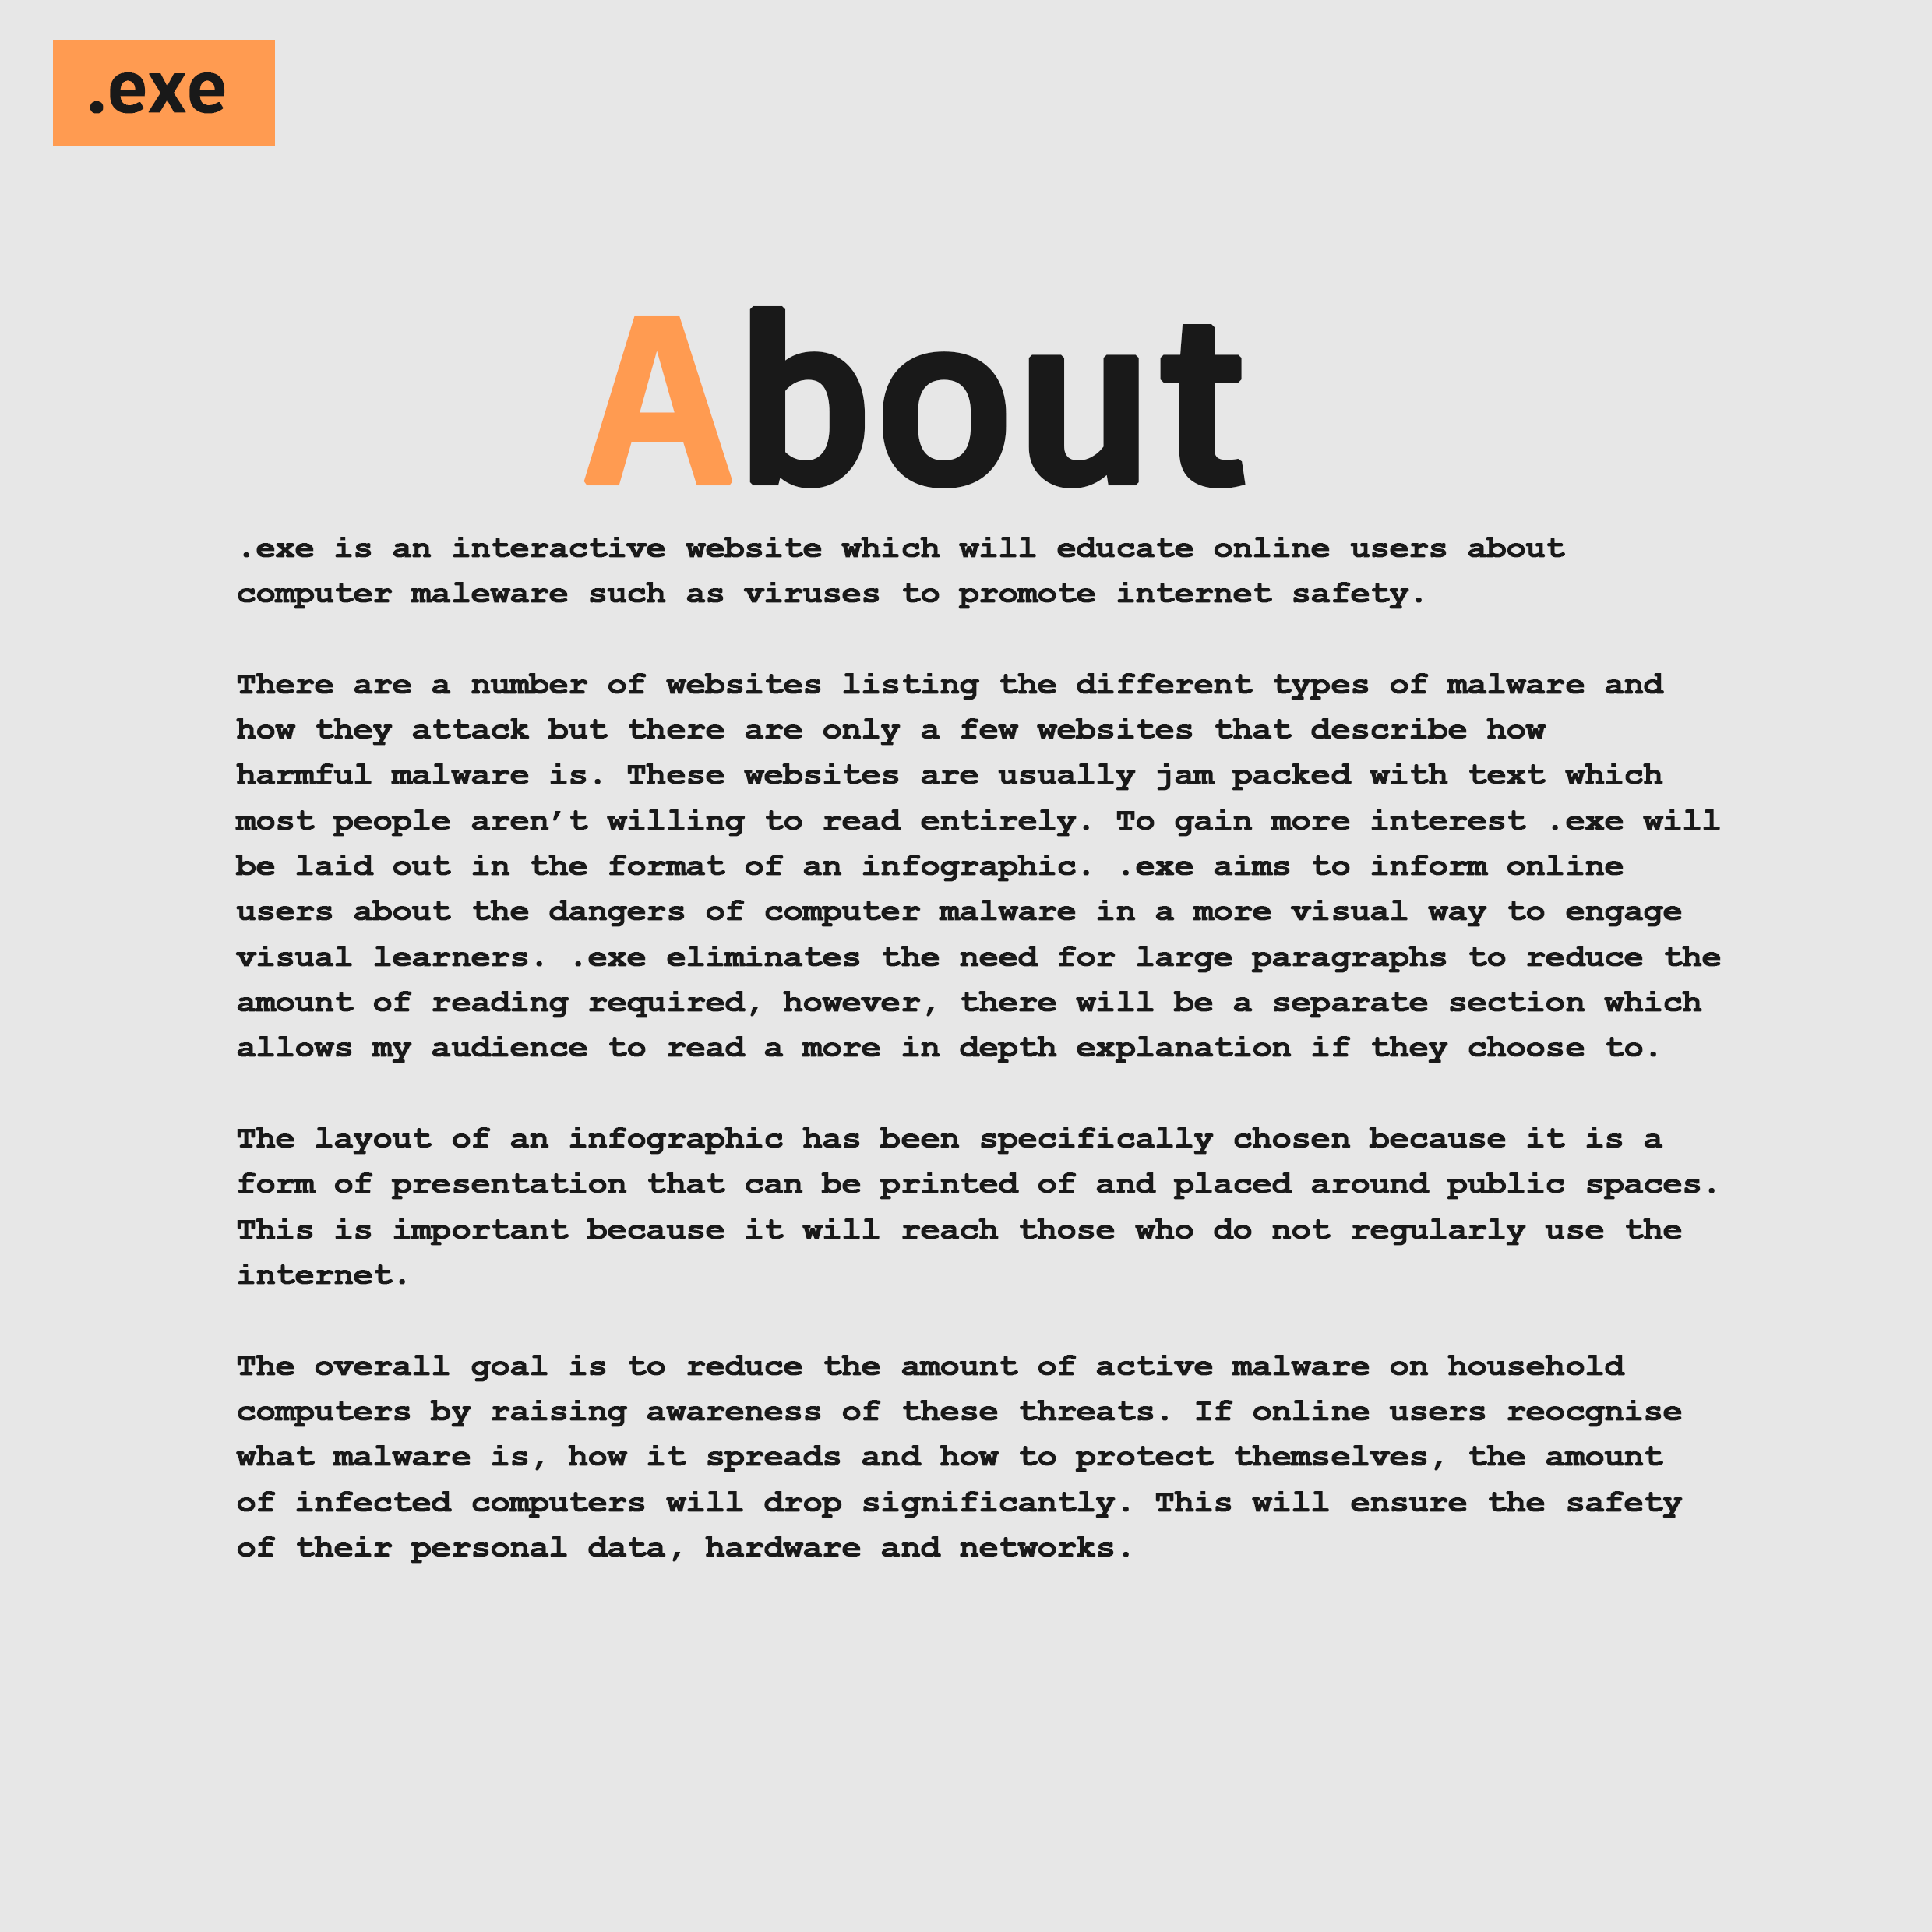 .exe
About
.exe is an interactive website which will educate online users about
computer maleware such as viruses to promote internet safety.
There are a number of websites listing the different types of malware and
how they attack but there are only a few websites that describe how
harmful malware is. These websites are usually jam packed with text which
most people aren’t willing to read entirely. To gain more interest .exe will
be laid out in the format of an infographic. .exe aims to inform online
users about the dangers of computer malware in a more visual way to engage
visual learners. .exe eliminates the need for large paragraphs to reduce the
amount of reading required, however, there will be a separate section which
allows my audience to read a more in depth explanation if they choose to.
The layout of an infographic has been specifically chosen because it is a
form of presentation that can be printed of and placed around public spaces.
This is important because it will reach those who do not regularly use the
internet.
The overall goal is to reduce the amount of active malware on household
computers by raising awareness of these threats. If online users reocgnise
what malware is, how it spreads and how to protect themselves, the amount
of infected computers will drop significantly. This will ensure the safety
of their personal data, hardware and networks.